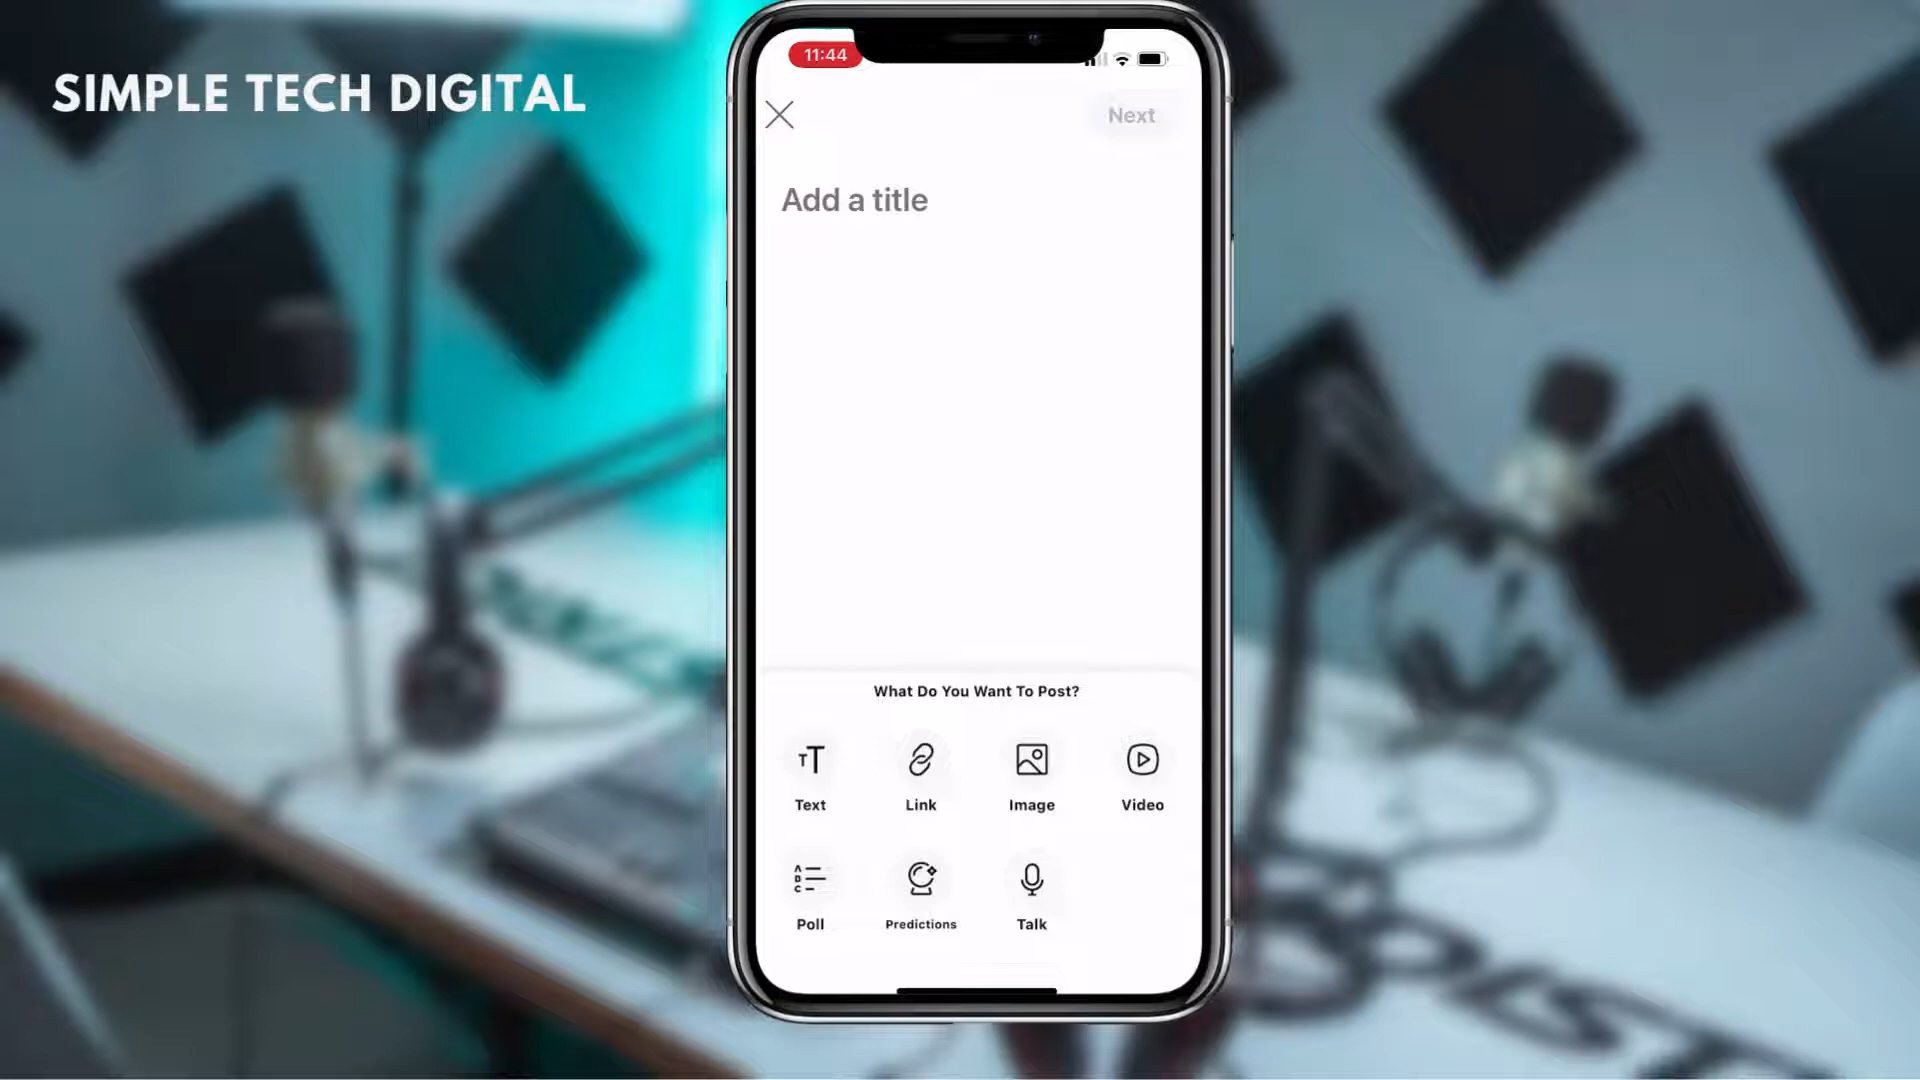 SIMPLE TECH DIGITAL
11:44
Next
Add a title
What Do You Want To Post?
Text Link Image Video
Poll Predictions Talk